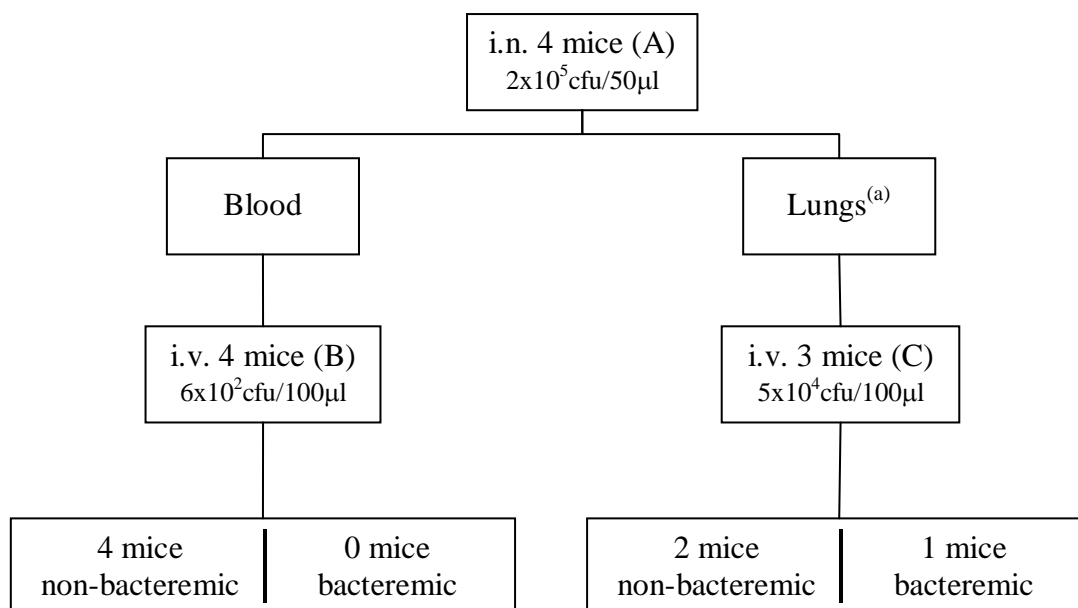 i.n. 4 mice (A)
2x10⁵cfu/50μl
Blood
Lungs⁽ᵃ⁾
i.v. 4 mice (B)
6x10²cfu/100μl
i.v. 3 mice (C)
5x10⁴cfu/100μl
4 mice
non-bacteremic
0 mice
bacteremic
2 mice
non-bacteremic
1 mice
bacteremic